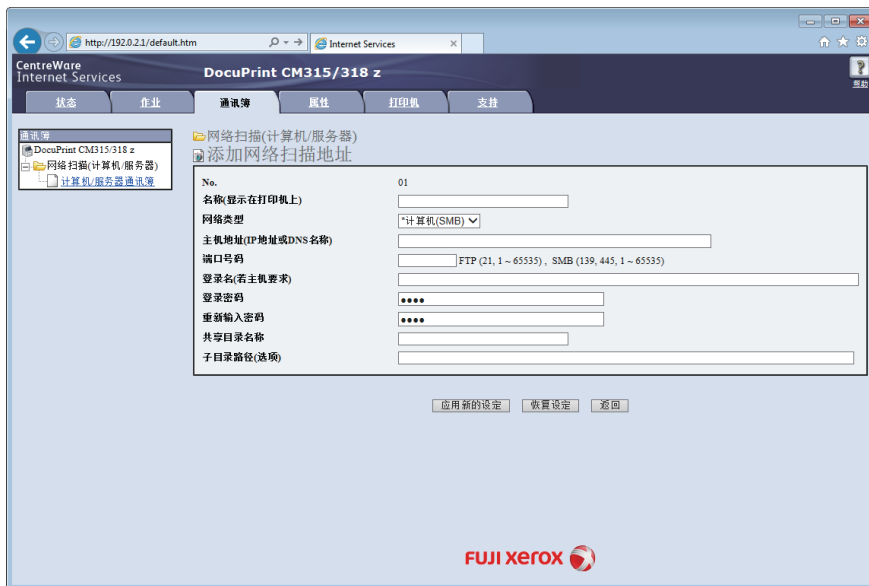 http://192.0.2.1/default.htm
Internet Services
CentreWare
Internet Services
DocuPrint CM315/318 z
帮助
状态
作业
通讯簿
属性
打印机
支持
通讯簿
DocuPrint CM315/318 z
网络扫描(计算机/服务器)
计算机/服务器通讯簿
网络扫描(计算机/服务器)
添加网络扫描地址
No. 01
名称(显示在打印机上)
网络类型 *计算机(SMB)
主机地址(IP地址或DNS名称)
端口号码 FTP (21, 1 ~ 65535) , SMB (139, 445, 1 ~ 65535)
登录名(若主机要求)
登录密码 ●●●●
重新输入密码 ●●●●
共享目录名称
子目录路径(选项)
应用新的设定 恢复设定 返回
FUJI xerox